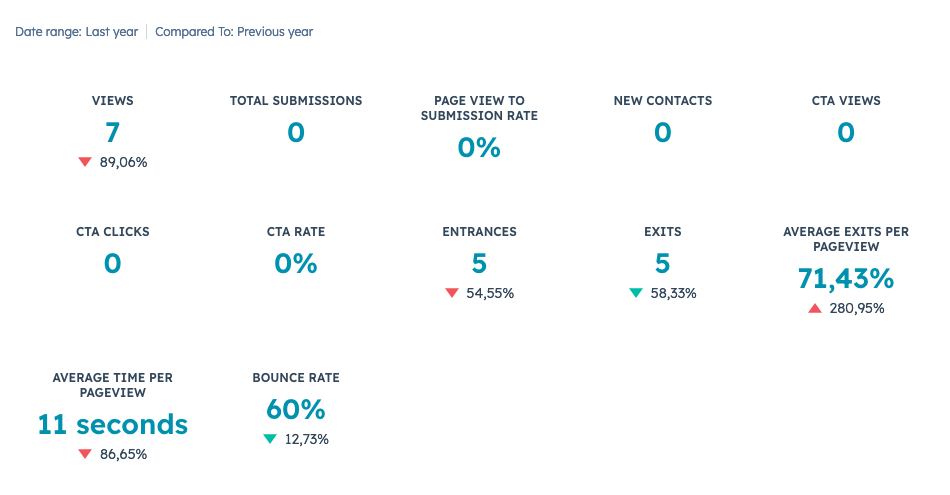 Date range: Last year
Compared To: Previous year
VIEWS
7
89,06%
TOTAL SUBMISSIONS
0
PAGE VIEW TO
SUBMISSION RATE
0%
NEW CONTACTS
0
CTA VIEWS
0
CTA CLICKS
0
CTA RATE
0%
ENTRANCES
5
54,55%
EXITS
5
58,33%
AVERAGE EXITS PER
PAGEVIEW
71,43%
280,95%
AVERAGE TIME PER
PAGEVIEW
11 seconds
86,65%
BOUNCE RATE
60%
12,73%